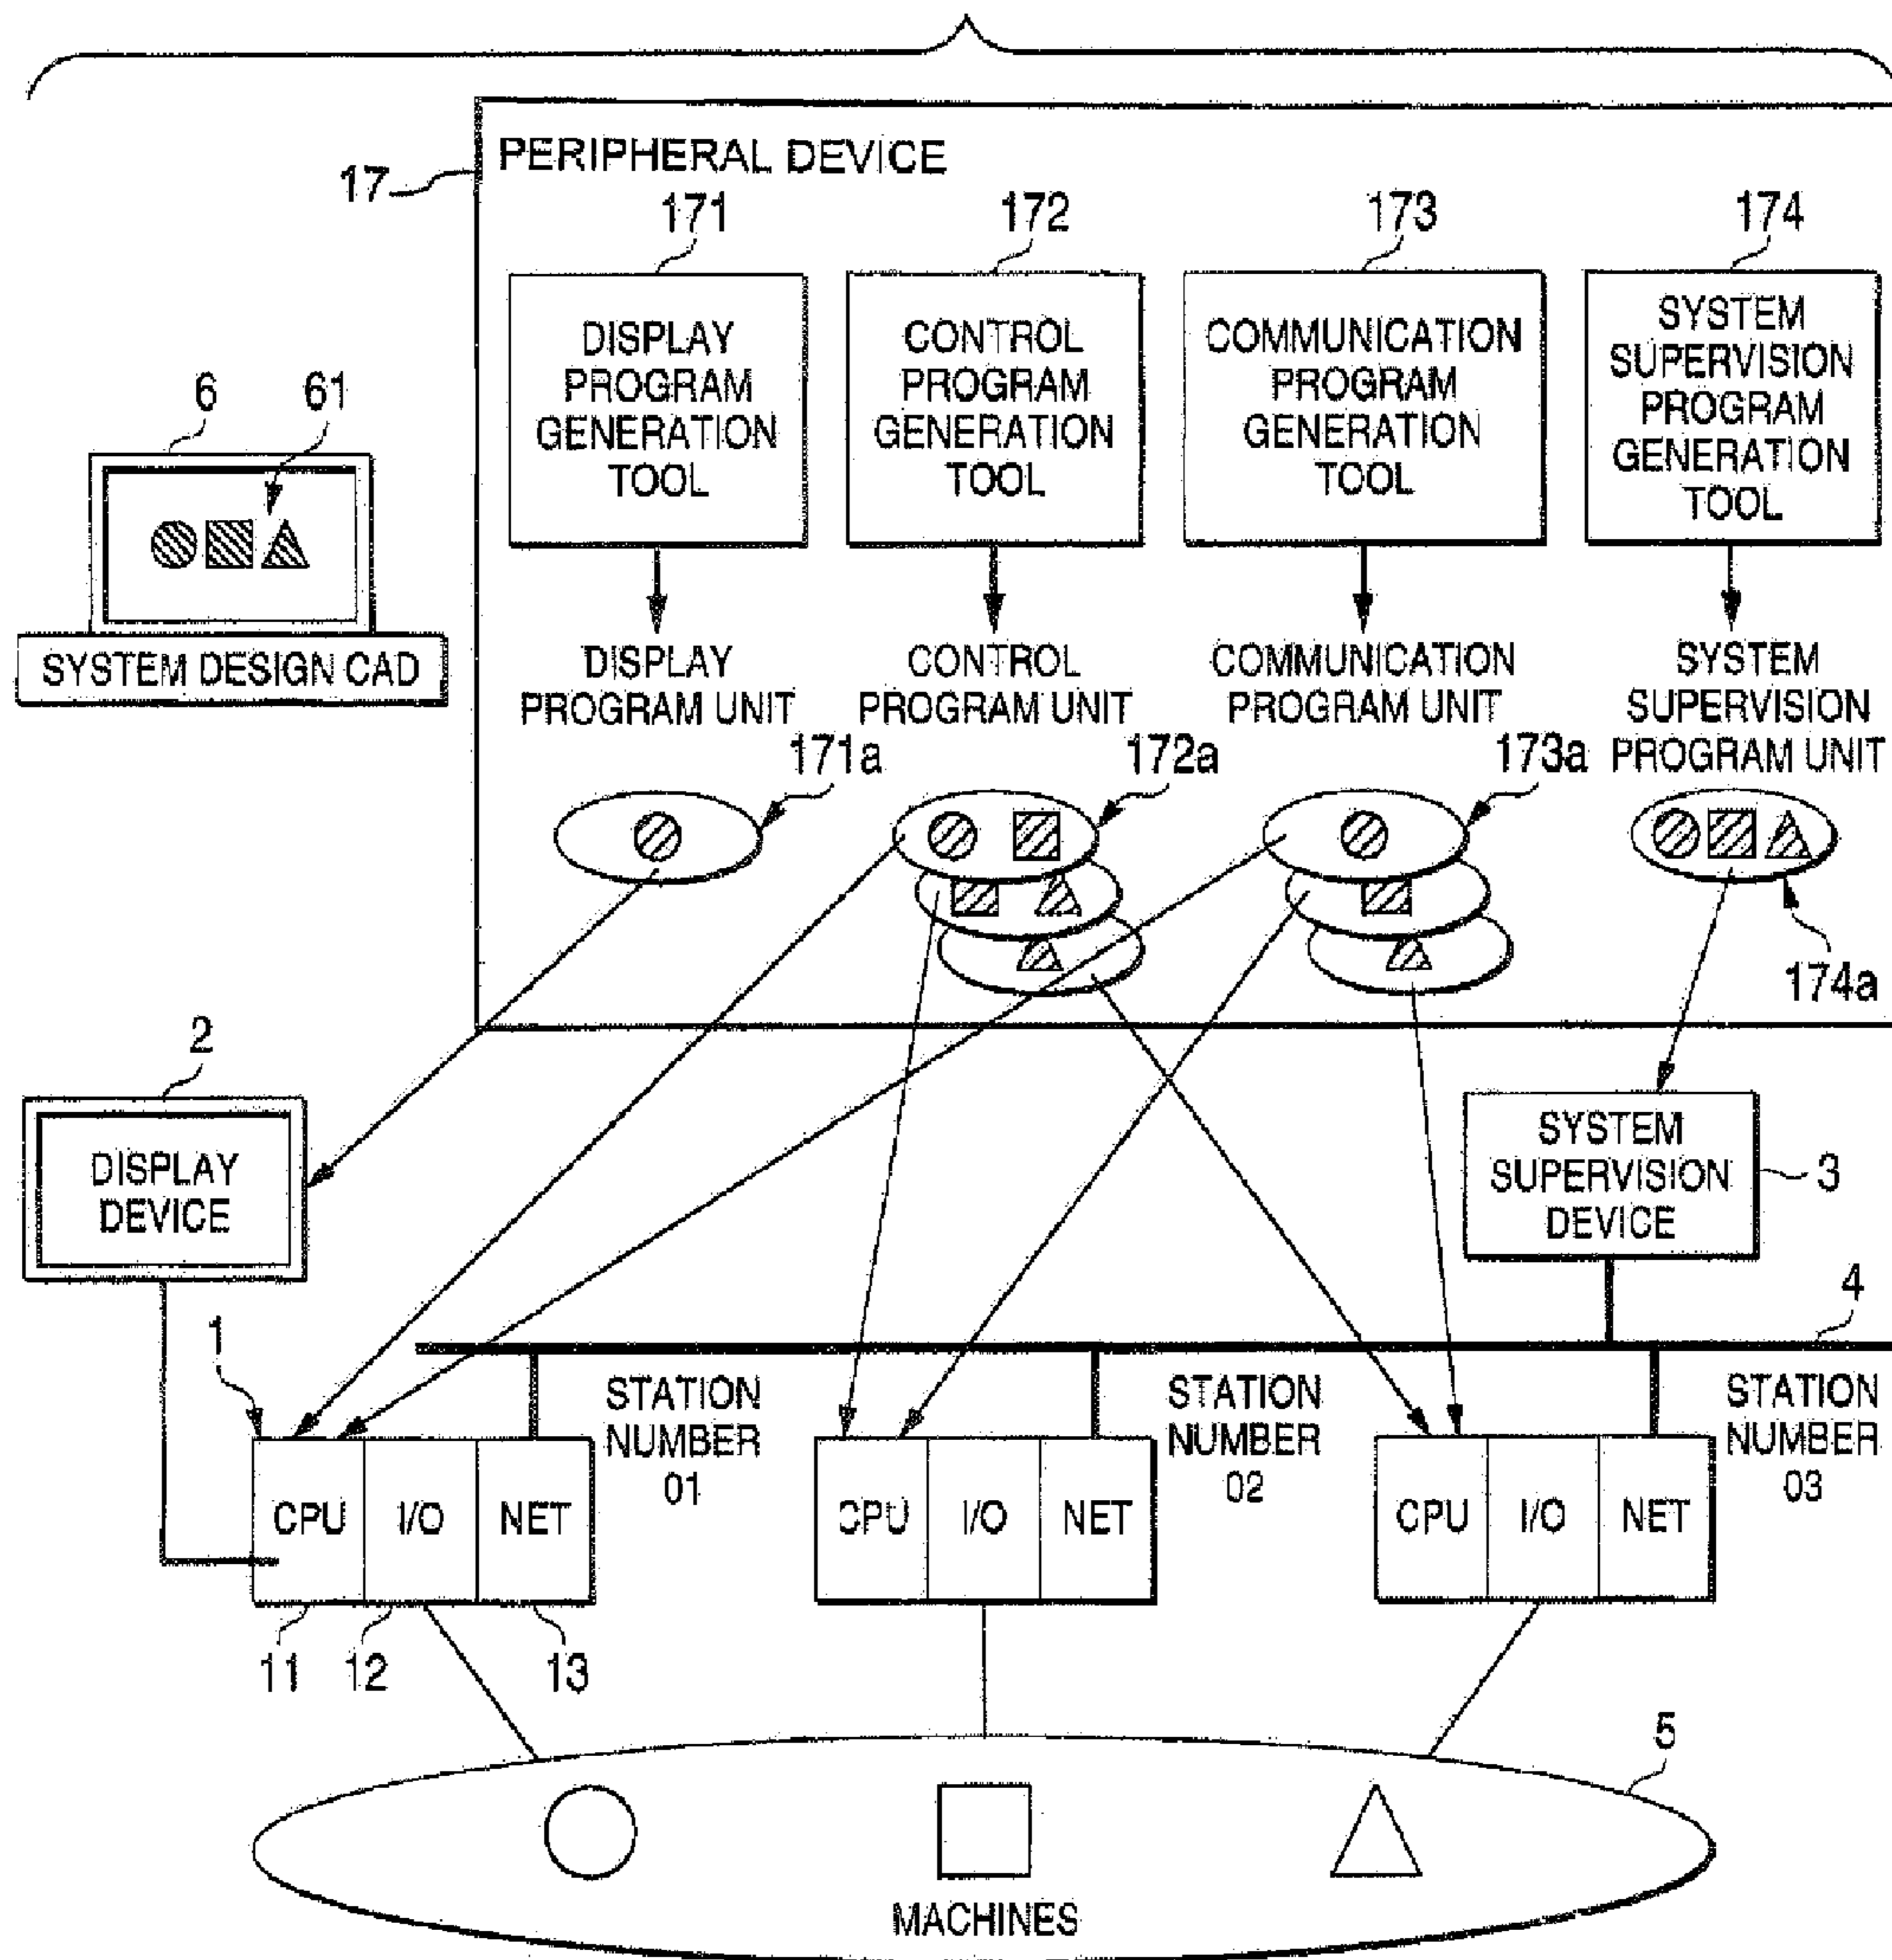 PERIPHERAL DEVICE
17
171
172
173
174
DISPLAY
PROGRAM
GENERATION
TOOL
CONTROL
PROGRAM
GENERATION
TOOL
COMMUNICATION
PROGRAM
GENERATION
TOOL
SYSTEM
SUPERVISION
PROGRAM
GENERATION
TOOL
6
61
SYSTEM DESIGN CAD
DISPLAY
PROGRAM UNIT
CONTROL
PROGRAM UNIT
COMMUNICATION
PROGRAM UNIT
SYSTEM
SUPERVISION
PROGRAM UNIT
171a
172a
173a
174a
2
DISPLAY
DEVICE
SYSTEM
SUPERVISION
DEVICE
3
4
1
STATION
NUMBER
01
STATION
NUMBER
02
STATION
NUMBER
03
CPU
I/O
NET
CPU
I/O
NET
CPU
I/O
NET
11
12
13
5
MACHINES